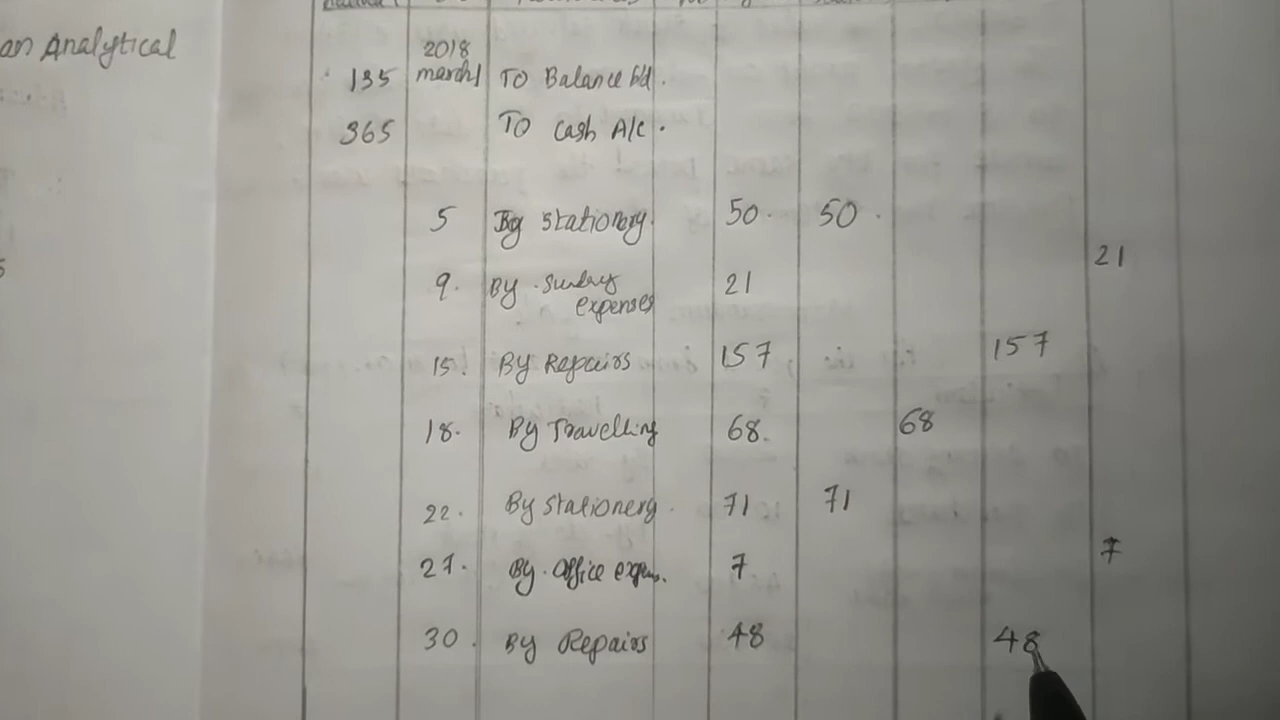 an Analytical
2018
135 march1 TO Balance b/d.
365 TO Cash A/c.
5 By Stationery. 50. 50.
21
9. By Sundry 21
expenses
15. By Repairs 157 157
18. By Travelling 68. 68
22. By Stationery. 71 71
27. By Office expen. 7 7
30. By Repairs 48 48